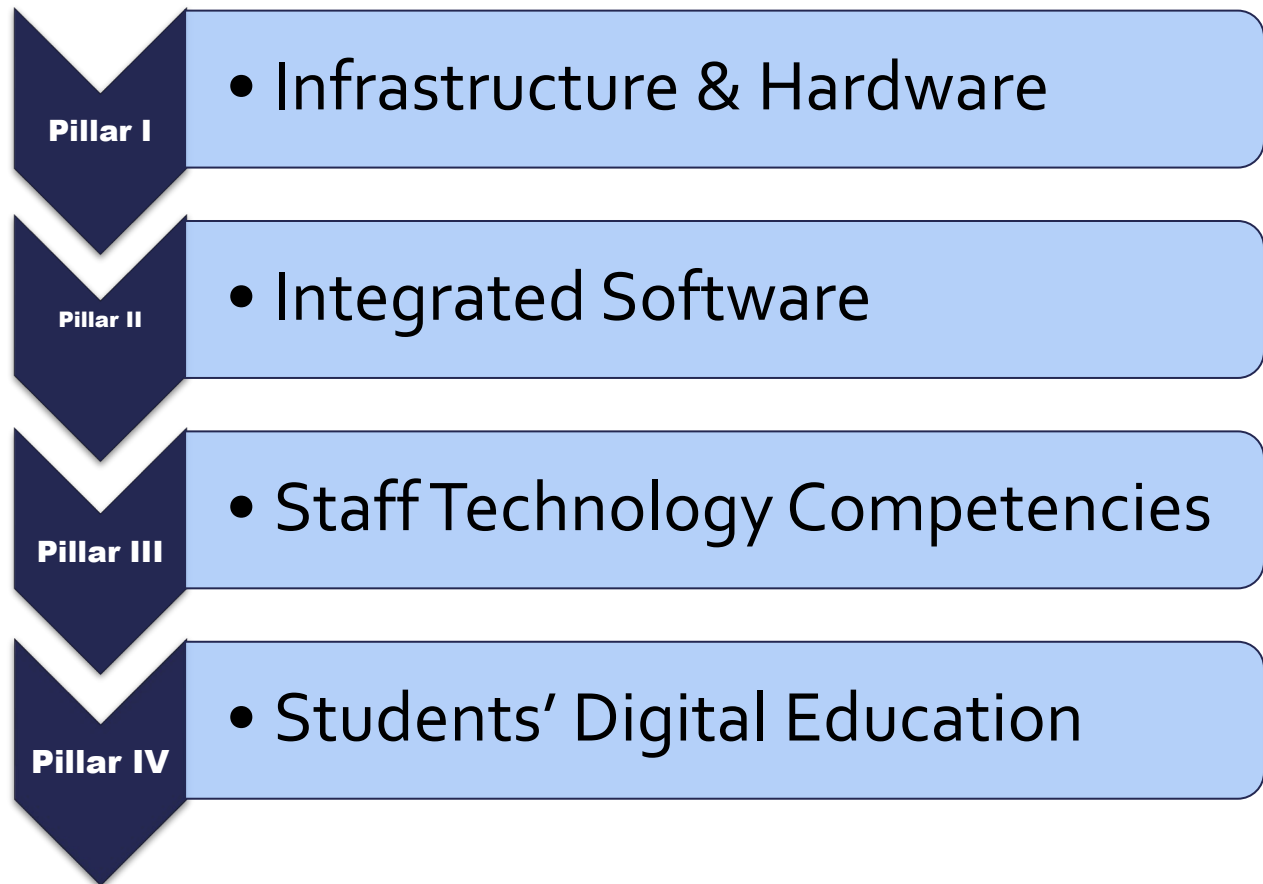 Pillar I
• Infrastructure & Hardware
Pillar II
• Integrated Software
Pillar III
• Staff Technology Competencies
Pillar IV
• Students’ Digital Education